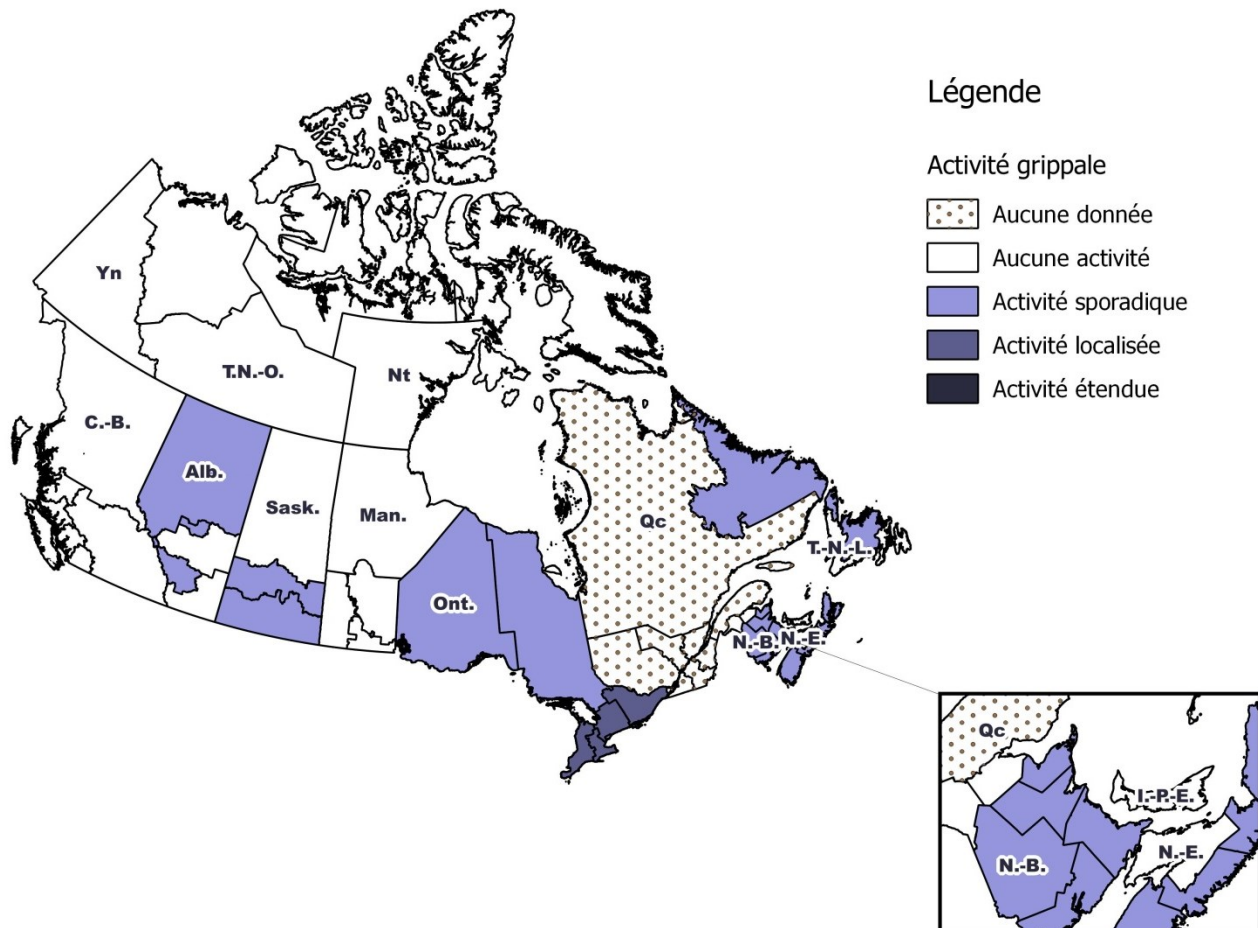 Légende
Activité grippale
Aucune donnée
Aucune activité
Activité sporadique
Activité localisée
Activité étendue
Yn
T.N.-O.
Nt
C.-B.
Alb.
Sask.
Man.
Qc
T.-N.-L.
Ont.
N.-B.
N.-E.
Qc
I.-P.-E.
N.-E.
N.-B.